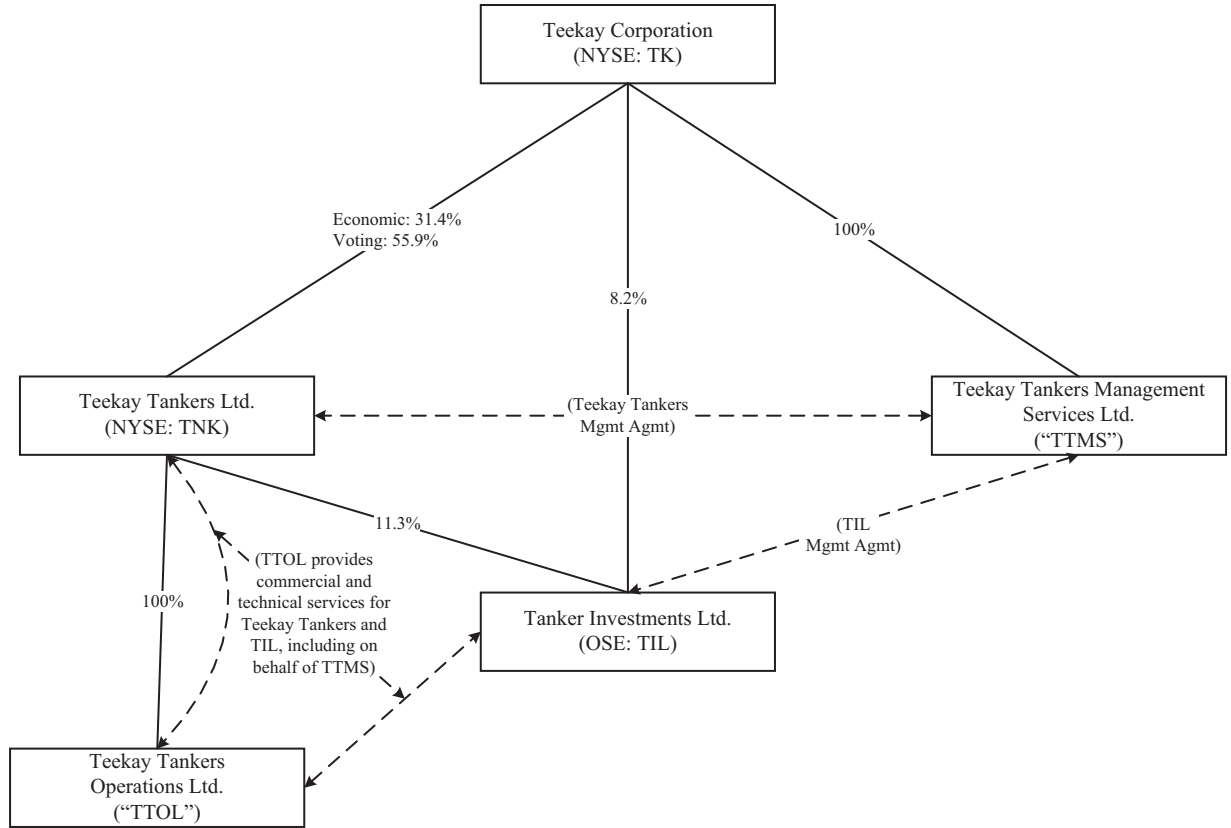 Teekay Corporation
(NYSE: TK)
Economic: 31.4%
Voting: 55.9%
100%
8.2%
Teekay Tankers Ltd.
(NYSE: TNK)
(Teekay Tankers
Mgmt Agmt)
Teekay Tankers Management
Services Ltd.
(“TTMS”)
11.3%
(TIL
Mgmt Agmt)
(TTOL provides
commercial and
technical services for
Teekay Tankers and
TIL, including on
behalf of TTMS)
100%
Tanker Investments Ltd.
(OSE: TIL)
Teekay Tankers
Operations Ltd.
(“TTOL”)